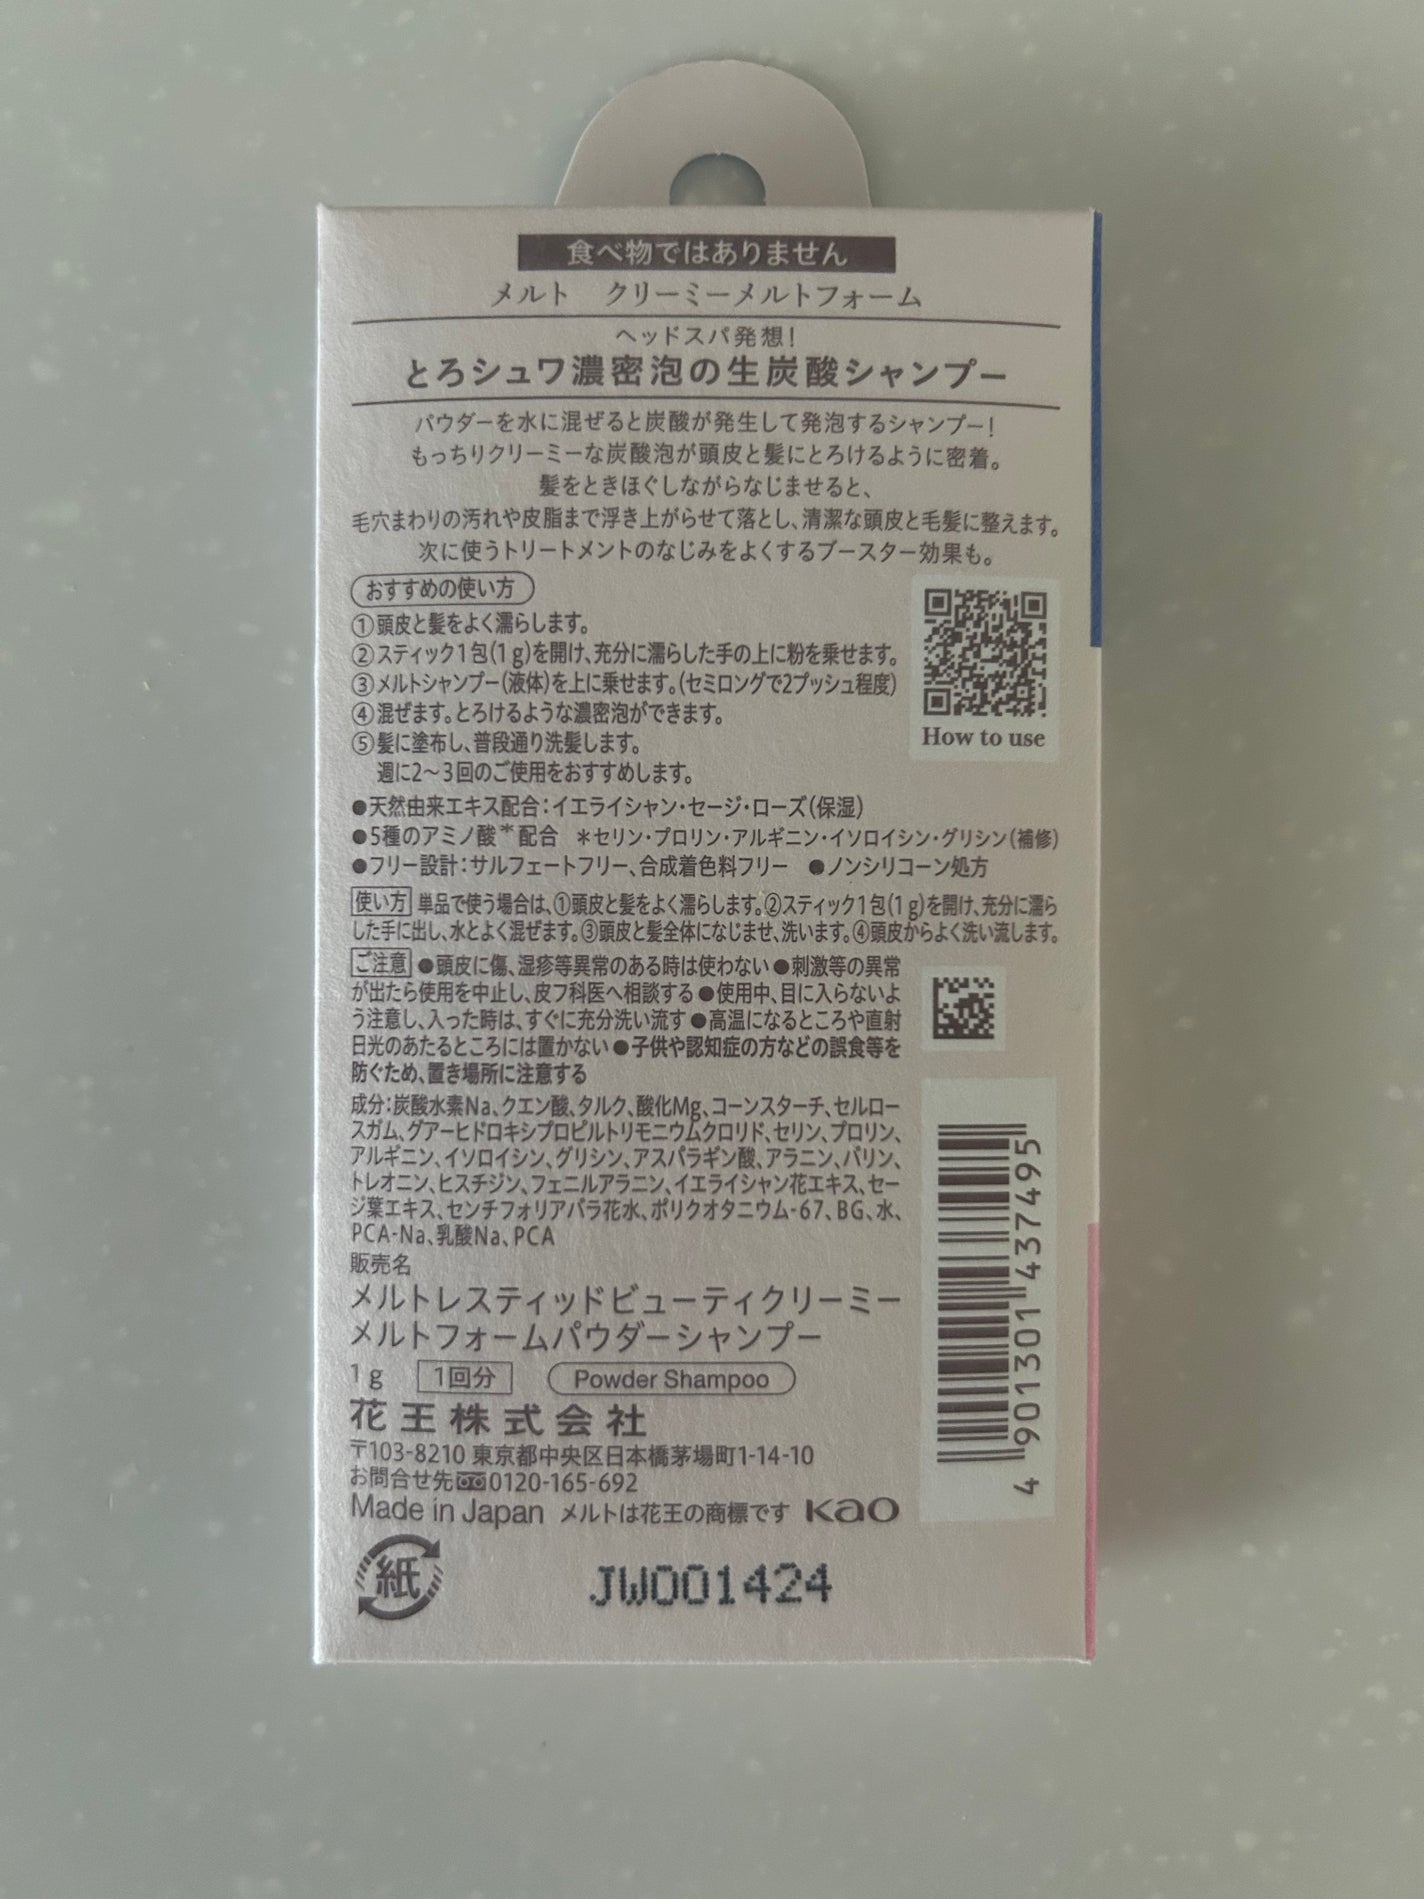 食べ物ではありません
メルト　クリーミーメルトフォーム
ヘッドスパ発想！
とろシュワ濃密泡の生炭酸シャンプー
パウダーを水に混ぜると炭酸が発生して発泡するシャンプー！
もっちりクリーミーな炭酸泡が頭皮と髪にとろけるように密着。
髪をときほぐしながらなじませると、
毛穴まわりの汚れや皮脂まで浮き上がらせて落とし、清潔な頭皮と毛髪に整えます。
次に使うトリートメントのなじみをよくするブースター効果も。
おすすめの使い方
①頭皮と髪をよく濡らします。
②スティック1包(1g)を開け、充分に濡らした手の上に粉を乗せます。
③メルトシャンプー(液体)を上に乗せます。(セミロングで2プッシュ程度)
④混ぜます。とろけるような濃密泡ができます。
⑤髪に塗布し、普段通り洗髪します。
週に2〜3回のご使用をおすすめします。
How to use
●天然由来エキス配合：イエライシャン・セージ・ローズ(保湿)
●5種のアミノ酸＊配合　＊セリン・プロリン・アルギニン・イソロイシン・グリシン(補修)
●フリー設計：サルフェートフリー、合成着色料フリー　●ノンシリコーン処方
使い方 単品で使う場合は、①頭皮と髪をよく濡らします。②スティック1包(1g)を開け、充分に濡ら
した手に出し、水とよく混ぜます。③頭皮と髪全体になじませ、洗います。④頭皮からよく洗い流します。
ご注意 ●頭皮に傷、湿疹等異常のある時は使わない●刺激等の異常
が出たら使用を中止し、皮フ科医へ相談する●使用中、目に入らないよ
う注意し、入った時は、すぐに充分洗い流す●高温になるところや直射
日光のあたるところには置かない●子供や認知症の方などの誤食等を
防ぐため、置き場所に注意する
成分：炭酸水素Na、クエン酸、タルク、酸化Mg、コーンスターチ、セルロー
スガム、グアーヒドロキシプロピルトリモニウムクロリド、セリン、プロリン、
アルギニン、イソロイシン、グリシン、アスパラギン酸、アラニン、バリン、
トレオニン、ヒスチジン、フェニルアラニン、イエライシャン花エキス、セー
ジ葉エキス、センチフォリアバラ花水、ポリクオタニウム-67、BG、水、
PCA-Na、乳酸Na、PCA
販売名
メルトレスティッドビューティクリーミー
メルトフォームパウダーシャンプー
1g 1回分 Powder Shampoo
花王株式会社
〒103-8210 東京都中央区日本橋茅場町1-14-10
お問合せ先 0120-165-692
Made in Japan メルトは花王の商標です Kao
4 901301 437495
紙
JW001424